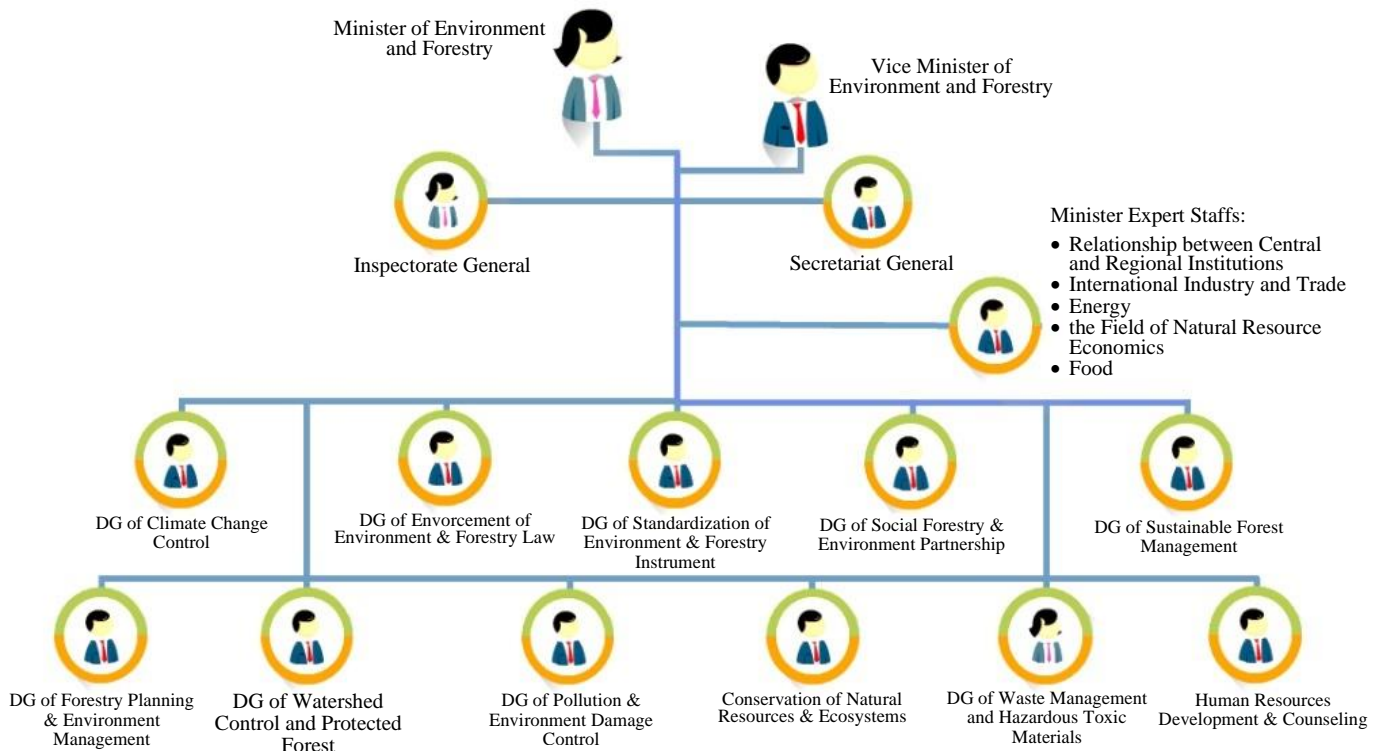 Minister of Environment
and Forestry
Vice Minister of
Environment and Forestry
Inspectorate General
Secretariat General
Minister Expert Staffs:
• Relationship between Central
and Regional Institutions
• International Industry and Trade
• Energy
• the Field of Natural Resource
Economics
• Food
DG of Climate Change
Control
DG of Envorcement of
Environment & Forestry Law
DG of Standardization of
Environment & Forestry
Instrument
DG of Social Forestry &
Environment Partnership
DG of Sustainable Forest
Management
DG of Forestry Planning
& Environment
Management
DG of Watershed
Control and Protected
Forest
DG of Pollution &
Environment Damage
Control
Conservation of Natural
Resources & Ecosystems
DG of Waste Management
and Hazardous Toxic
Materials
Human Resources
Development & Counseling